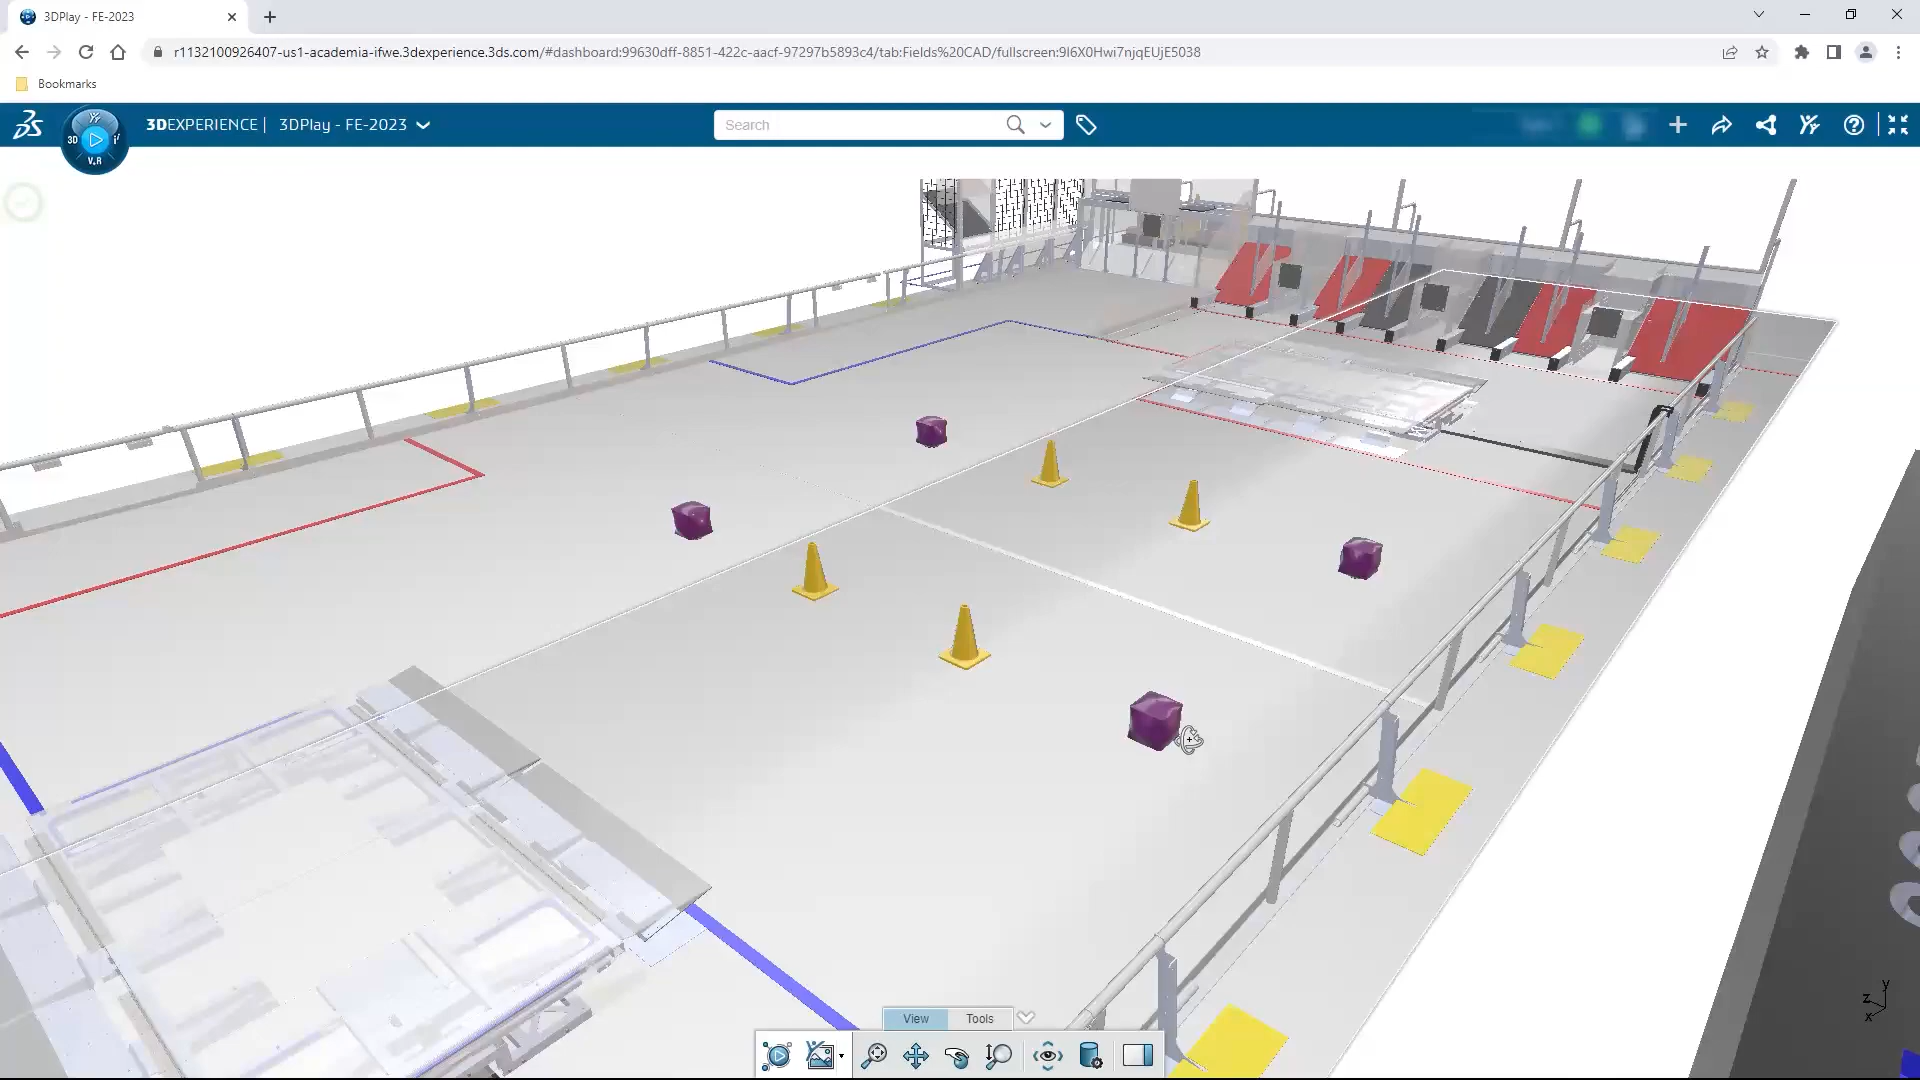 3DPlay - FE-2023
r1132100926407-us1-academia-ifwe.3dexperience.3ds.com/#dashboard:99630dff-8851-422c-aacf-97297b5893c4/tab:Fields%20CAD/fullscreen:9I6X0Hwi7njqEUjE5038
Bookmarks
3DEXPERIENCE | 3DPlay - FE-2023
Search
3D
V.R
View
Tools
y
z
x